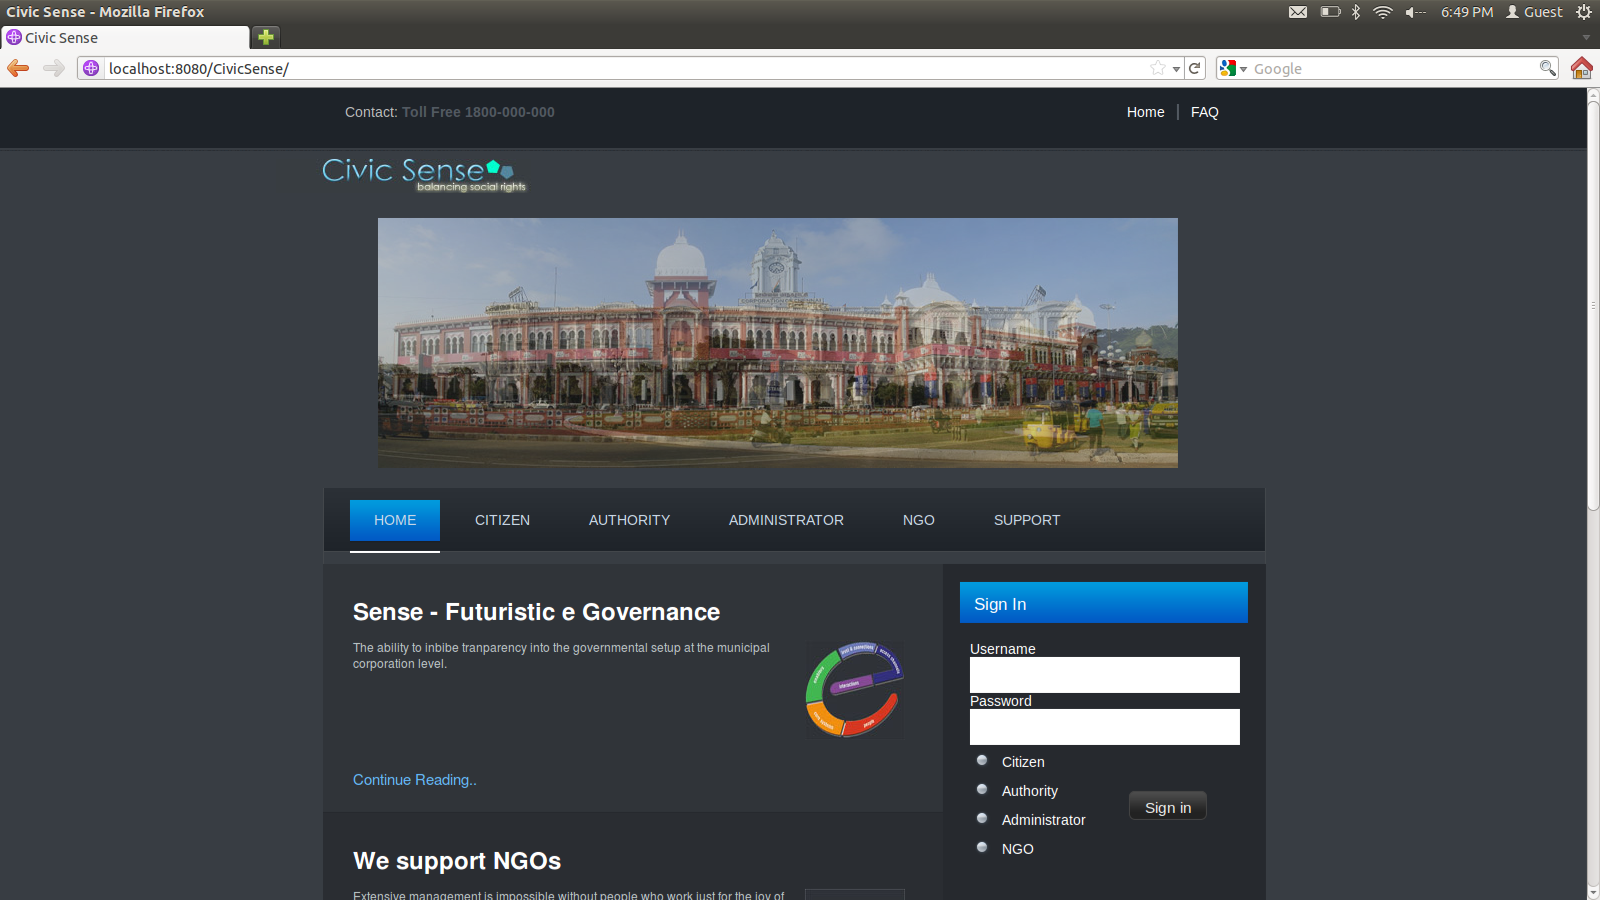 Civic Sense - Mozilla Firefox
6:49 PM Guest
Civic Sense
localhost:8080/CivicSense/
Google
Contact: Toll Free 1800-000-000
Home | FAQ
Civic Sense
balancing social rights
HOME CITIZEN AUTHORITY ADMINISTRATOR NGO SUPPORT
Sense - Futuristic e Governance
The ability to inbibe tranparency into the governmental setup at the municipal
corporation level.
interactions
people
Continue Reading..
We support NGOs
Extensive management is impossible without people who work just for the joy of
Sign In
Username
Password
Citizen
Authority
Administrator
NGO
Sign in